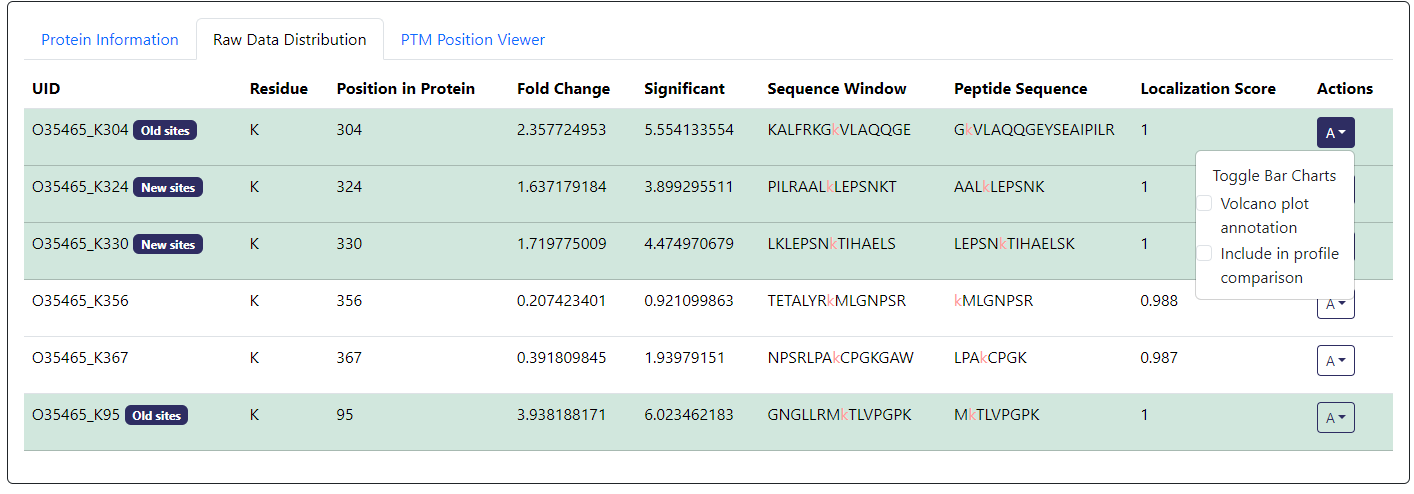 Protein Information Raw Data Distribution PTM Position Viewer
UID Residue Position in Protein Fold Change Significant Sequence Window Peptide Sequence Localization Score Actions
O35465_K304 Old sites K 304 2.357724953 5.554133554 KALFRKGkVLAQQGE GkVLAQQGEYSEAIPILR 1 A
O35465_K324 New sites K 324 1.637179184 3.899295511 PILRAALkLEPSNKT AALkLEPSNK 1
O35465_K330 New sites K 330 1.719775009 4.474970679 LKLEPSNkTIHAELS LEPSNkTIHAELSK 1
O35465_K356 K 356 0.207423401 0.921099863 TETALYRkMLGNPSR kMLGNPSR 0.988 A
O35465_K367 K 367 0.391809845 1.93979151 NPSRLPAkCPGKGAW LPAkCPGK 0.987 A
O35465_K95 Old sites K 95 3.938188171 6.023462183 GNGLLRMkTLVPGPK MkTLVPGPK 1 A
Toggle Bar Charts
Volcano plot
annotation
Include in profile
comparison